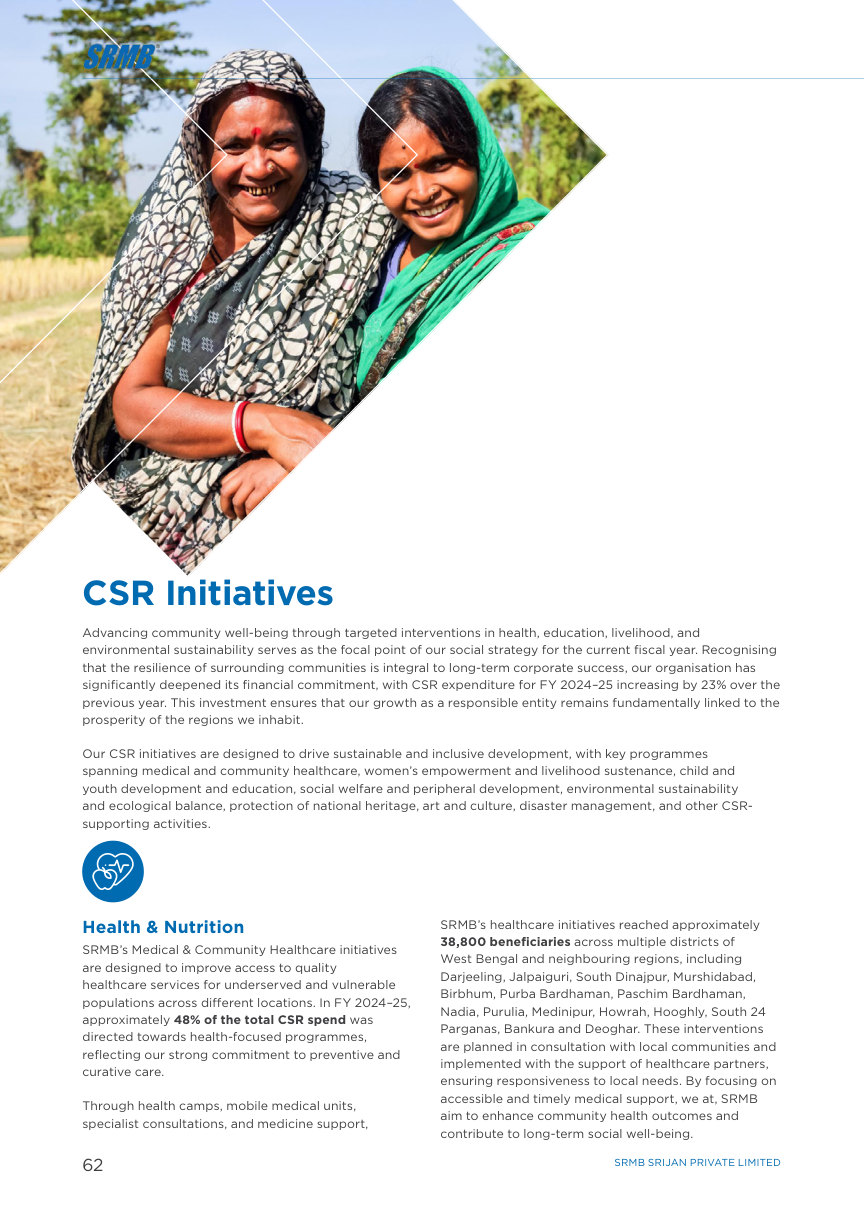 SRMB
CSR Initiatives
Advancing community well-being through targeted interventions in health, education, livelihood, and
environmental sustainability serves as the focal point of our social strategy for the current fiscal year. Recognising
that the resilience of surrounding communities is integral to long-term corporate success, our organisation has
significantly deepened its financial commitment, with CSR expenditure for FY 2024–25 increasing by 23% over the
previous year. This investment ensures that our growth as a responsible entity remains fundamentally linked to the
prosperity of the regions we inhabit.
Our CSR initiatives are designed to drive sustainable and inclusive development, with key programmes
spanning medical and community healthcare, women’s empowerment and livelihood sustenance, child and
youth development and education, social welfare and peripheral development, environmental sustainability
and ecological balance, protection of national heritage, art and culture, disaster management, and other CSR-
supporting activities.
Health & Nutrition
SRMB’s Medical & Community Healthcare initiatives
are designed to improve access to quality
healthcare services for underserved and vulnerable
populations across different locations. In FY 2024–25,
approximately 48% of the total CSR spend was
directed towards health-focused programmes,
reflecting our strong commitment to preventive and
curative care.
Through health camps, mobile medical units,
specialist consultations, and medicine support,
SRMB’s healthcare initiatives reached approximately
38,800 beneficiaries across multiple districts of
West Bengal and neighbouring regions, including
Darjeeling, Jalpaiguri, South Dinajpur, Murshidabad,
Birbhum, Purba Bardhaman, Paschim Bardhaman,
Nadia, Purulia, Medinipur, Howrah, Hooghly, South 24
Parganas, Bankura and Deoghar. These interventions
are planned in consultation with local communities and
implemented with the support of healthcare partners,
ensuring responsiveness to local needs. By focusing on
accessible and timely medical support, we at, SRMB
aim to enhance community health outcomes and
contribute to long-term social well-being.
62
SRMB SRIJAN PRIVATE LIMITED